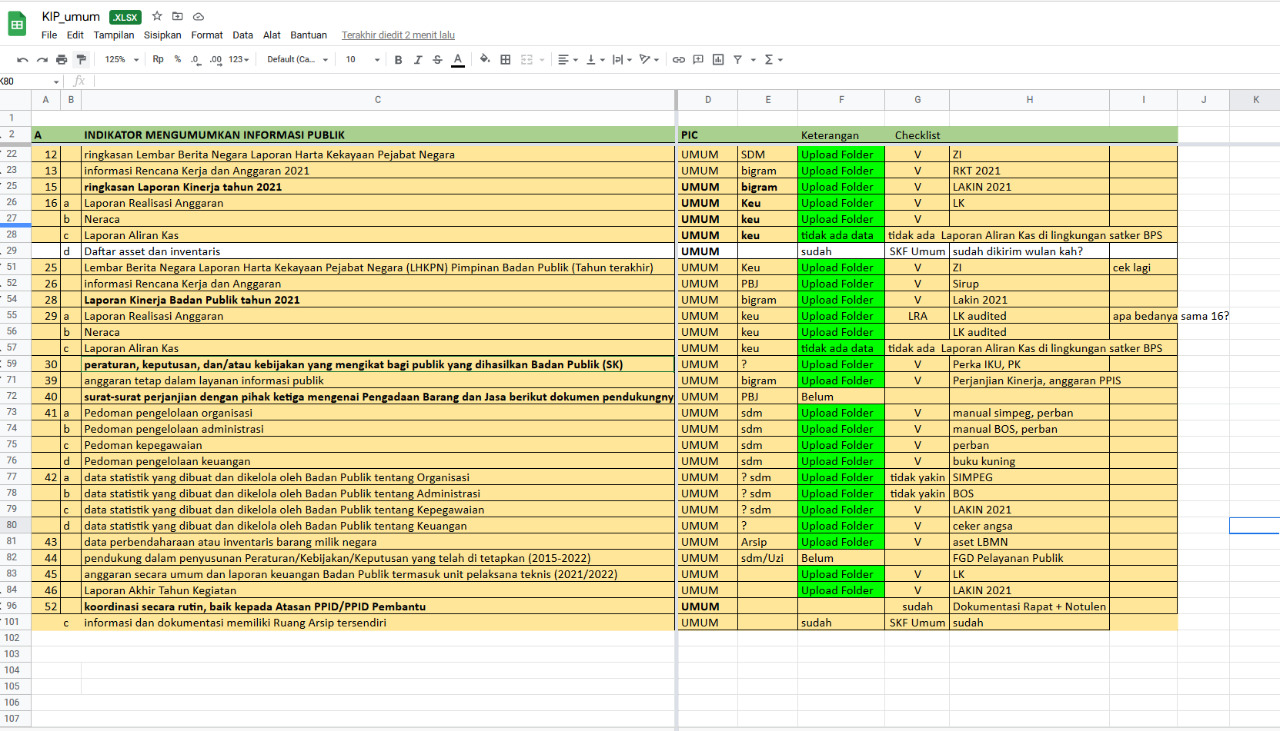 KIP_umum .XLSX
File Edit Tampilan Sisipkan Format Data Alat Bantuan Terakhir diedit 2 menit lalu
125% Rp % .0 .00 123 Default (Ca... 10 B I S A
K80 fx
A B C D E F G H I J K
1
2 A INDIKATOR MENGUMUMKAN INFORMASI PUBLIK PIC Keterangan Checklist
22 12 ringkasan Lembar Berita Negara Laporan Harta Kekayaan Pejabat Negara UMUM SDM Upload Folder V ZI
23 13 informasi Rencana Kerja dan Anggaran 2021 UMUM bigram Upload Folder V RKT 2021
25 15 ringkasan Laporan Kinerja tahun 2021 UMUM bigram Upload Folder V LAKIN 2021
26 16 a Laporan Realisasi Anggaran UMUM Keu Upload Folder V LK
27 b Neraca UMUM keu Upload Folder V
28 c Laporan Aliran Kas UMUM keu tidak ada data tidak ada Laporan Aliran Kas di lingkungan satker BPS
29 d Daftar asset dan inventaris UMUM sudah SKF Umum sudah dikirim wulan kah?
51 25 Lembar Berita Negara Laporan Harta Kekayaan Pejabat Negara (LHKPN) Pimpinan Badan Publik (Tahun terakhir) UMUM Keu Upload Folder V ZI cek lagi
52 26 informasi Rencana Kerja dan Anggaran UMUM PBJ Upload Folder V Sirup
54 28 Laporan Kinerja Badan Publik tahun 2021 UMUM bigram Upload Folder V Lakin 2021
55 29 a Laporan Realisasi Anggaran UMUM keu Upload Folder LRA LK audited apa bedanya sama 16?
56 b Neraca UMUM keu Upload Folder LK audited
57 c Laporan Aliran Kas UMUM keu tidak ada data tidak ada Laporan Aliran Kas di lingkungan satker BPS
59 30 peraturan, keputusan, dan/atau kebijakan yang mengikat bagi publik yang dihasilkan Badan Publik (SK) UMUM ? Upload Folder V Perka IKU, PK
71 39 anggaran tetap dalam layanan informasi publik UMUM bigram Upload Folder V Perjanjian Kinerja, anggaran PPIS
72 40 surat-surat perjanjian dengan pihak ketiga mengenai Pengadaan Barang dan Jasa berikut dokumen pendukungny UMUM PBJ Belum
73 41 a Pedoman pengelolaan organisasi UMUM sdm Upload Folder V manual simpeg, perban
74 b Pedoman pengelolaan administrasi UMUM sdm Upload Folder V manual BOS, perban
75 c Pedoman kepegawaian UMUM sdm Upload Folder V perban
76 d Pedoman pengelolaan keuangan UMUM sdm Upload Folder V buku kuning
77 42 a data statistik yang dibuat dan dikelola oleh Badan Publik tentang Organisasi UMUM ? sdm Upload Folder tidak yakin SIMPEG
78 b data statistik yang dibuat dan dikelola oleh Badan Publik tentang Administrasi UMUM ? sdm Upload Folder tidak yakin BOS
79 c data statistik yang dibuat dan dikelola oleh Badan Publik tentang Kepegawaian UMUM ? sdm Upload Folder V LAKIN 2021
80 d data statistik yang dibuat dan dikelola oleh Badan Publik tentang Keuangan UMUM ? Upload Folder V ceker angsa
81 43 data perbendaharaan atau inventaris barang milik negara UMUM Arsip Upload Folder V aset LBMN
82 44 pendukung dalam penyusunan Peraturan/Kebijakan/Keputusan yang telah di tetapkan (2015-2022) UMUM sdm/Uzi Belum FGD Pelayanan Publik
83 45 anggaran secara umum dan laporan keuangan Badan Publik termasuk unit pelaksana teknis (2021/2022) UMUM Upload Folder V LK
84 46 Laporan Akhir Tahun Kegiatan UMUM Upload Folder V LAKIN 2021
96 52 koordinasi secara rutin, baik kepada Atasan PPID/PPID Pembantu UMUM sudah Dokumentasi Rapat + Notulen
101 c informasi dan dokumentasi memiliki Ruang Arsip tersendiri UMUM sudah SKF Umum sudah
102
103
104
105
106
107